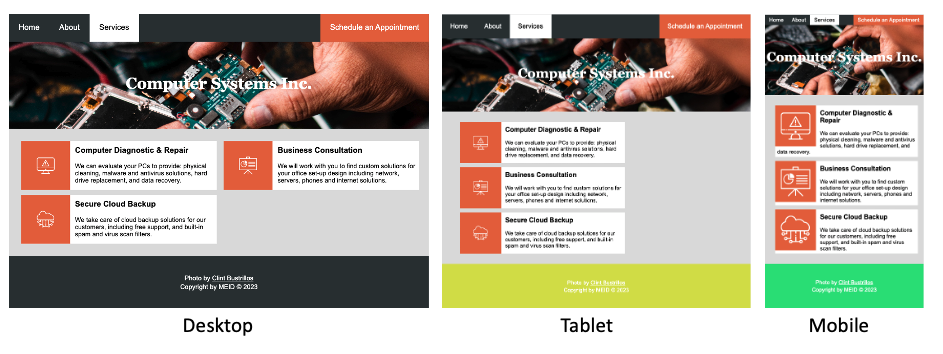 Home About Services Schedule an Appointment
Computer Systems Inc.
Computer Diagnostic & Repair
We can evaluate your PCs to provide: physical
cleaning, malware and antivirus solutions, hard
drive replacement, and data recovery.
Business Consultation
We will work with you to find custom solutions for
your office set-up design including network,
servers, phones and internet solutions.
Secure Cloud Backup
We take care of cloud backup solutions for our
customers, including free support, and built-in
spam and virus scan filters.
Photo by Clint Bustrillos
Copyright by MEID © 2023
Desktop
Home About Services Schedule an Appointment
Computer Systems Inc.
Computer Diagnostic & Repair
We can evaluate your PCs to provide: physical
cleaning, malware and antivirus solutions, hard
drive replacement, and data recovery.
Business Consultation
We will work with you to find custom solutions for
your office set-up design including network,
servers, phones and internet solutions.
Secure Cloud Backup
We take care of cloud backup solutions for our
customers, including free support, and built-in
spam and virus scan filters.
Photo by Clint Bustrillos
Copyright by MEID © 2023
Tablet
Home About Services Schedule an Appointment
Computer Systems Inc.
Computer Diagnostic &
Repair
We can evaluate your PCs to provide:
physical cleaning, malware and antivirus
solutions, hard drive replacement, and
data recovery.
Business Consultation
We will work with you to find custom
solutions for your office set-up design
including network, servers, phones and
internet solutions.
Secure Cloud Backup
We take care of cloud backup solutions
for our customers, including free
support, and built-in spam and virus
scan filters.
Photo by Clint Bustrillos
Copyright by MEID © 2023
Mobile